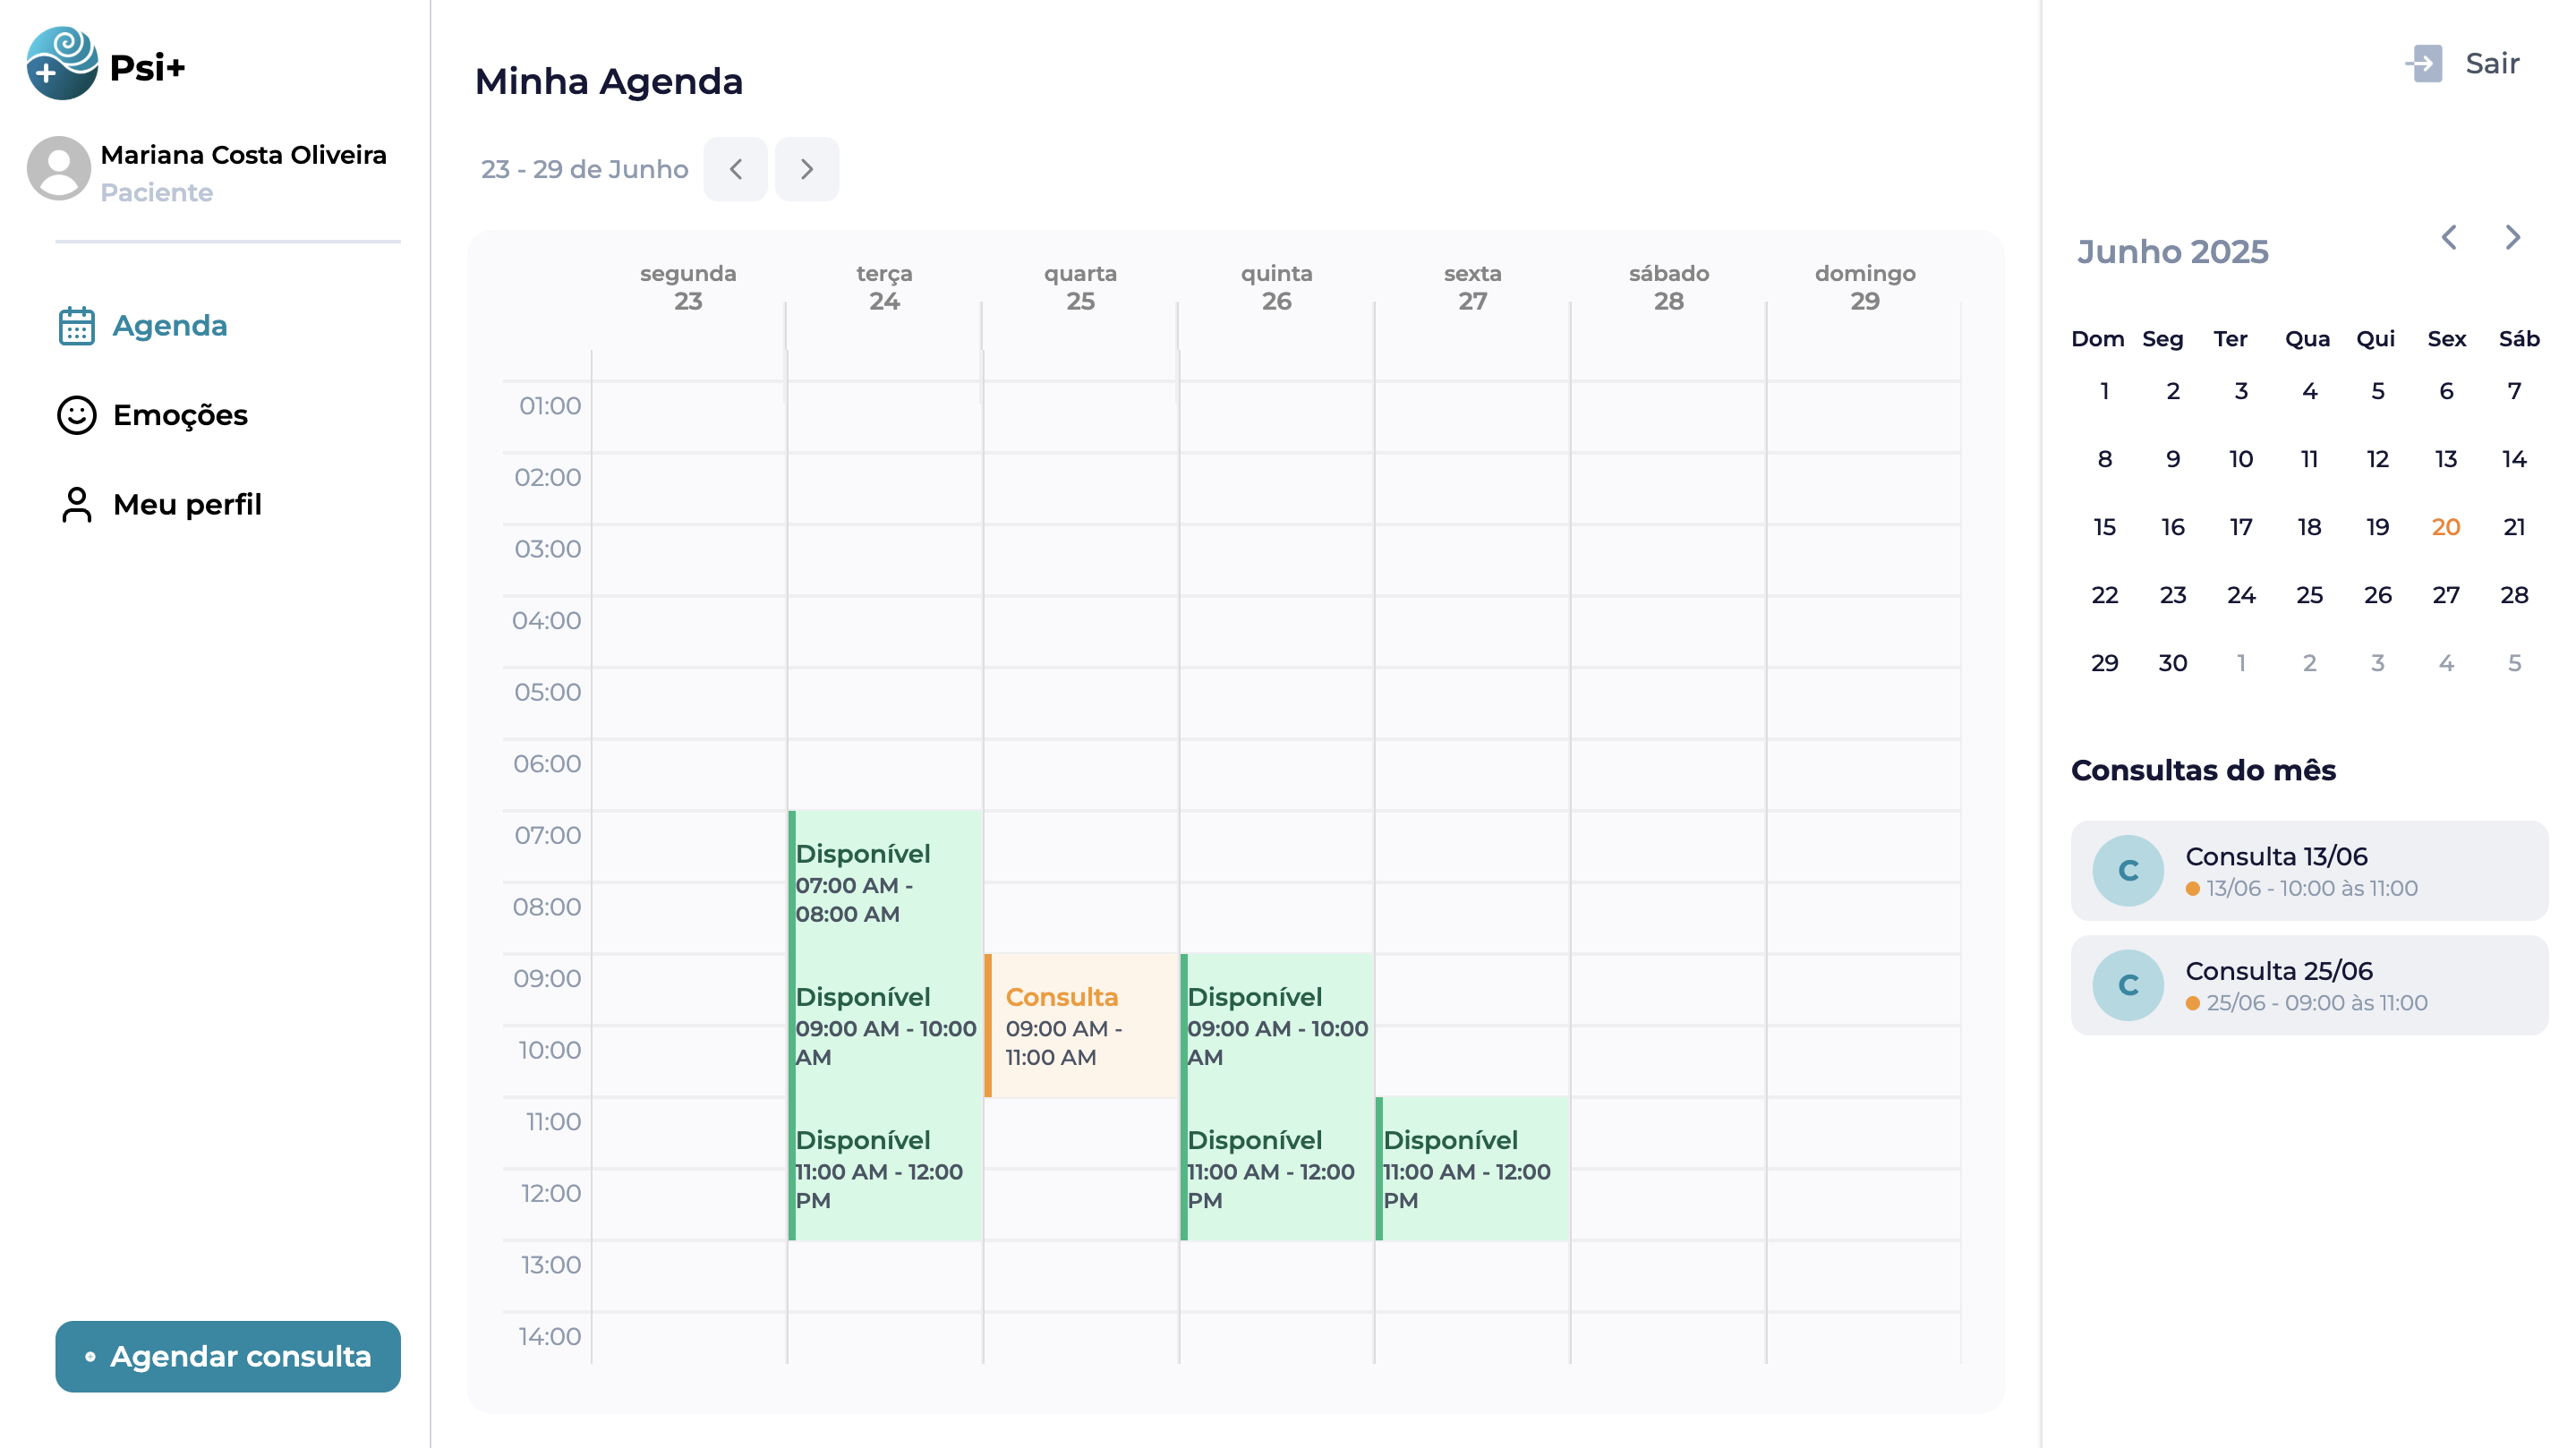 Psi+
Mariana Costa Oliveira
Paciente
Agenda
Emoções
Meu perfil
Agendar consulta
Minha Agenda
23 - 29 de Junho
segunda terça quarta quinta sexta sábado domingo
23 24 25 26 27 28 29
01:00
02:00
03:00
04:00
05:00
06:00
07:00
08:00
09:00
10:00
11:00
12:00
13:00
14:00
Disponível
07:00 AM -
08:00 AM
Disponível
09:00 AM - 10:00
AM
Disponível
11:00 AM - 12:00
PM
Consulta
09:00 AM -
11:00 AM
Disponível
09:00 AM - 10:00
AM
Disponível
11:00 AM - 12:00
PM
Disponível
11:00 AM - 12:00
PM
Sair
Junho 2025
Dom Seg Ter Qua Qui Sex Sáb
1 2 3 4 5 6 7
8 9 10 11 12 13 14
15 16 17 18 19 20 21
22 23 24 25 26 27 28
29 30 1 2 3 4 5
Consultas do mês
C
Consulta 13/06
13/06 - 10:00 às 11:00
C
Consulta 25/06
25/06 - 09:00 às 11:00